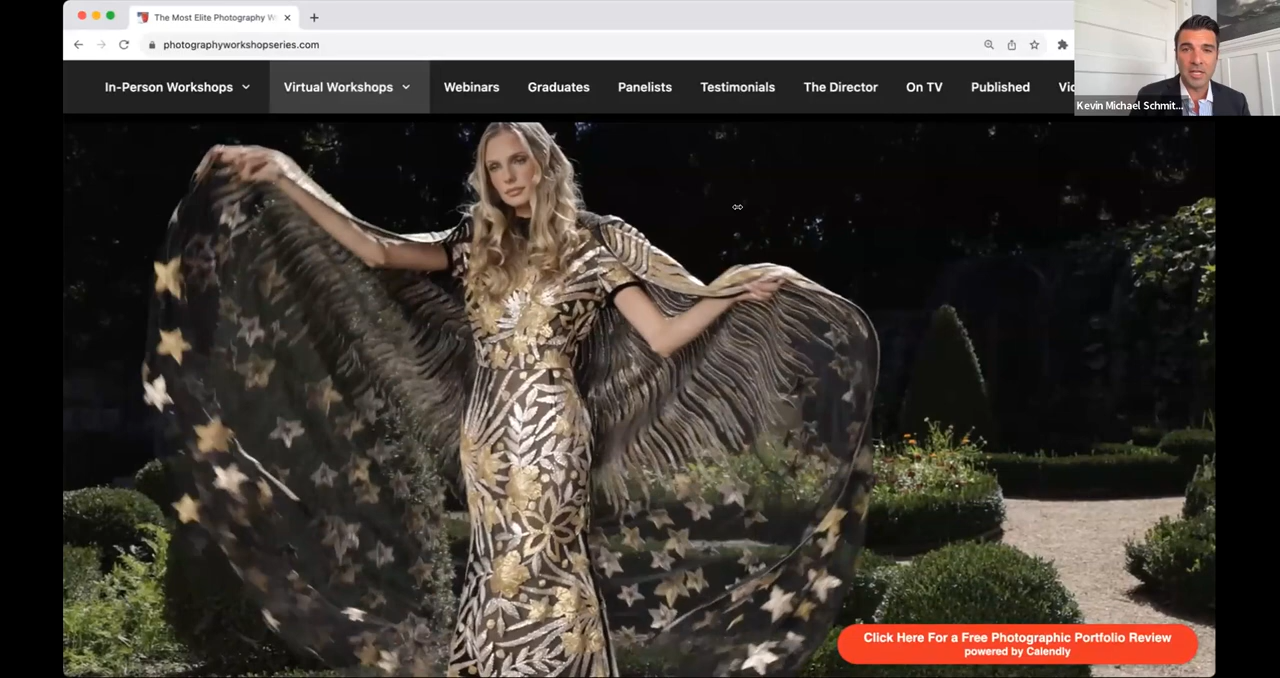 The Most Elite Photography W
photographyworkshopseries.com
In-Person Workshops
Virtual Workshops
Webinars
Graduates
Panelists
Testimonials
The Director
On TV
Published
Vid
Kevin Michael Schmit...
Click Here For a Free Photographic Portfolio Review
powered by Calendly